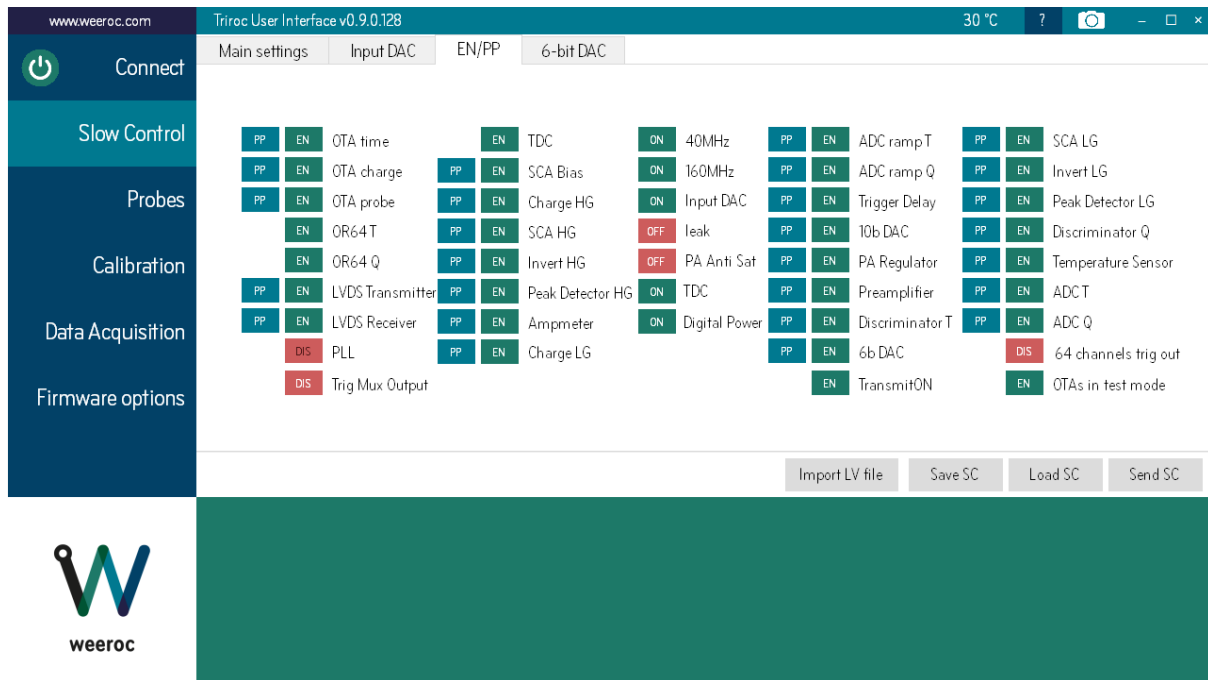 www.weeroc.com Triroc User Interface v0.9.0.128 30 °C ? – □ ×
Connect Main settings Input DAC EN/PP 6-bit DAC
Slow Control
Probes
Calibration
Data Acquisition
Firmware options
PP EN OTA time EN TDC ON 40MHz PP EN ADC ramp T PP EN SCA LG
PP EN OTA charge PP EN SCA Bias ON 160MHz PP EN ADC ramp Q PP EN Invert LG
PP EN OTA probe PP EN Charge HG ON Input DAC PP EN Trigger Delay PP EN Peak Detector LG
EN OR64 T PP EN SCA HG OFF leak PP EN 10b DAC PP EN Discriminator Q
EN OR64 Q PP EN Invert HG OFF PA Anti Sat PP EN PA Regulator PP EN Temperature Sensor
PP EN LVDS Transmitter PP EN Peak Detector HG ON TDC PP EN Preamplifier PP EN ADC T
PP EN LVDS Receiver PP EN Ampmeter ON Digital Power PP EN Discriminator T PP EN ADC Q
DIS PLL PP EN Charge LG PP EN 6b DAC DIS 64 channels trig out
DIS Trig Mux Output EN TransmitON EN OTAs in test mode
Import LV file Save SC Load SC Send SC
weeroc